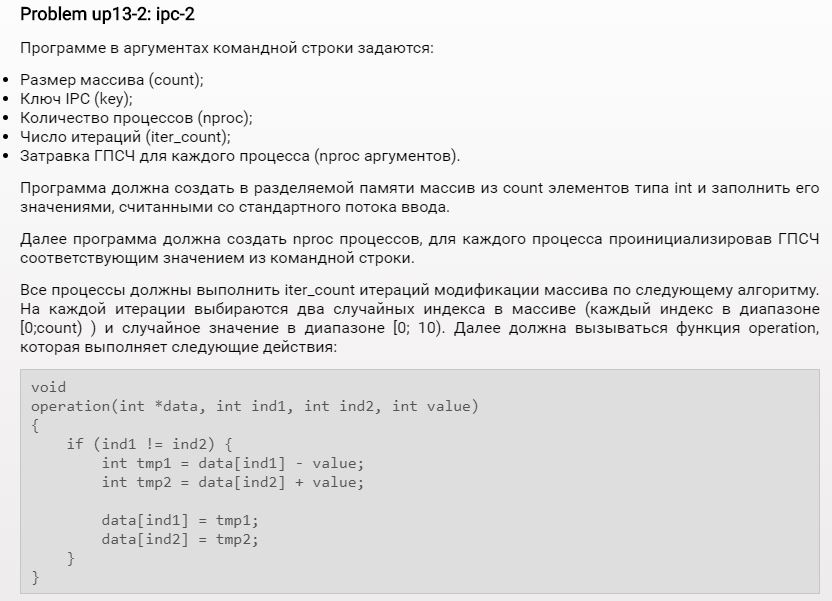 Problem up13-2: ipc-2
Программе в аргументах командной строки задаются:
• Размер массива (count);
• Ключ IPC (key);
• Количество процессов (nproc);
• Число итераций (iter_count);
• Затравка ГПСЧ для каждого процесса (nproc аргументов).
Программа должна создать в разделяемой памяти массив из count элементов типа int и заполнить его
значениями, считанными со стандартного потока ввода.
Далее программа должна создать nproc процессов, для каждого процесса проинициализировав ГПСЧ
соответствующим значением из командной строки.
Все процессы должны выполнить iter_count итераций модификации массива по следующему алгоритму.
На каждой итерации выбираются два случайных индекса в массиве (каждый индекс в диапазоне
[0;count) ) и случайное значение в диапазоне [0; 10). Далее должна вызываться функция operation,
которая выполняет следующие действия:
void
operation(int *data, int ind1, int ind2, int value)
{
    if (ind1 != ind2) {
        int tmp1 = data[ind1] - value;
        int tmp2 = data[ind2] + value;

        data[ind1] = tmp1;
        data[ind2] = tmp2;
    }
}